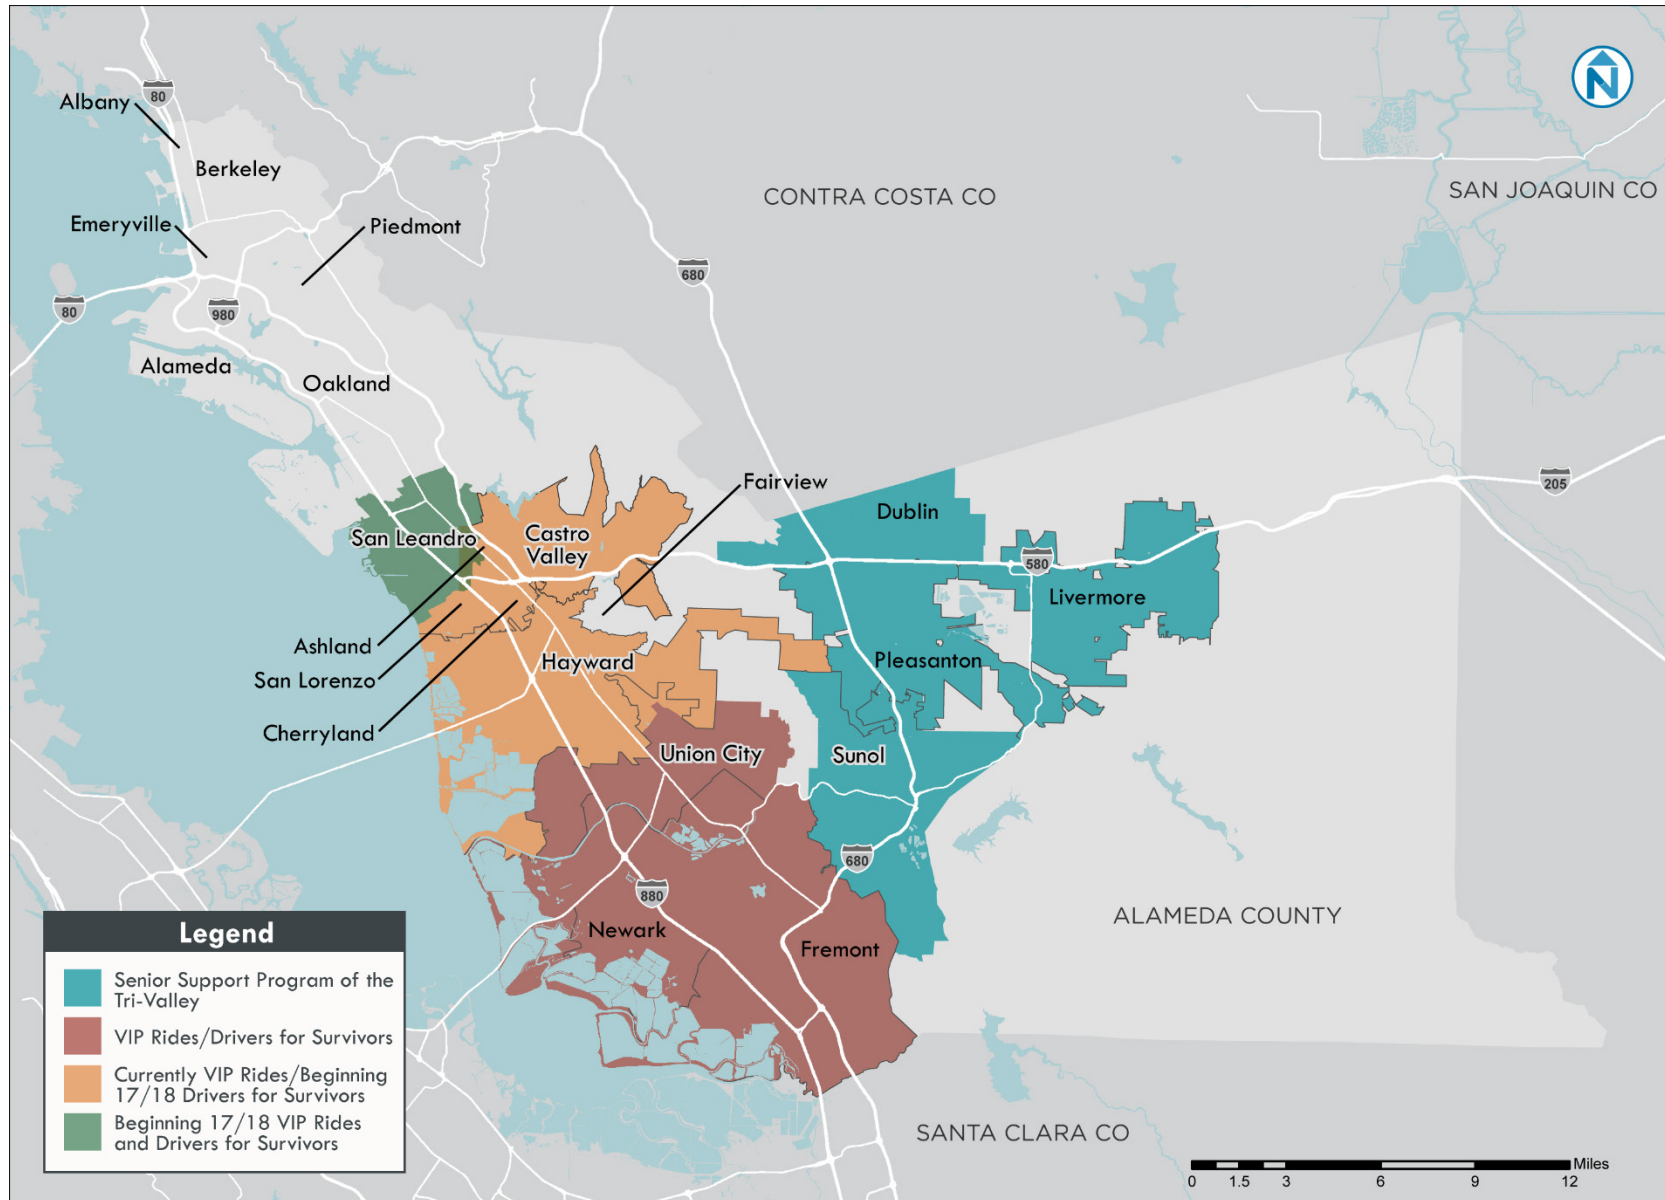 N
80
Albany
Berkeley
CONTRA COSTA CO
SAN JOAQUIN CO
Emeryville
Piedmont
680
80
980
Alameda
Oakland
Fairview
205
Dublin
San Leandro
Castro
Valley
580
Livermore
Ashland
Hayward
Pleasanton
San Lorenzo
Cherryland
Union City
Sunol
680
880
ALAMEDA COUNTY
Newark
Fremont
Legend
Senior Support Program of the
Tri-Valley
VIP Rides/Drivers for Survivors
Currently VIP Rides/Beginning
17/18 Drivers for Survivors
Beginning 17/18 VIP Rides
and Drivers for Survivors
SANTA CLARA CO
Miles
0 1.5 3 6 9 12